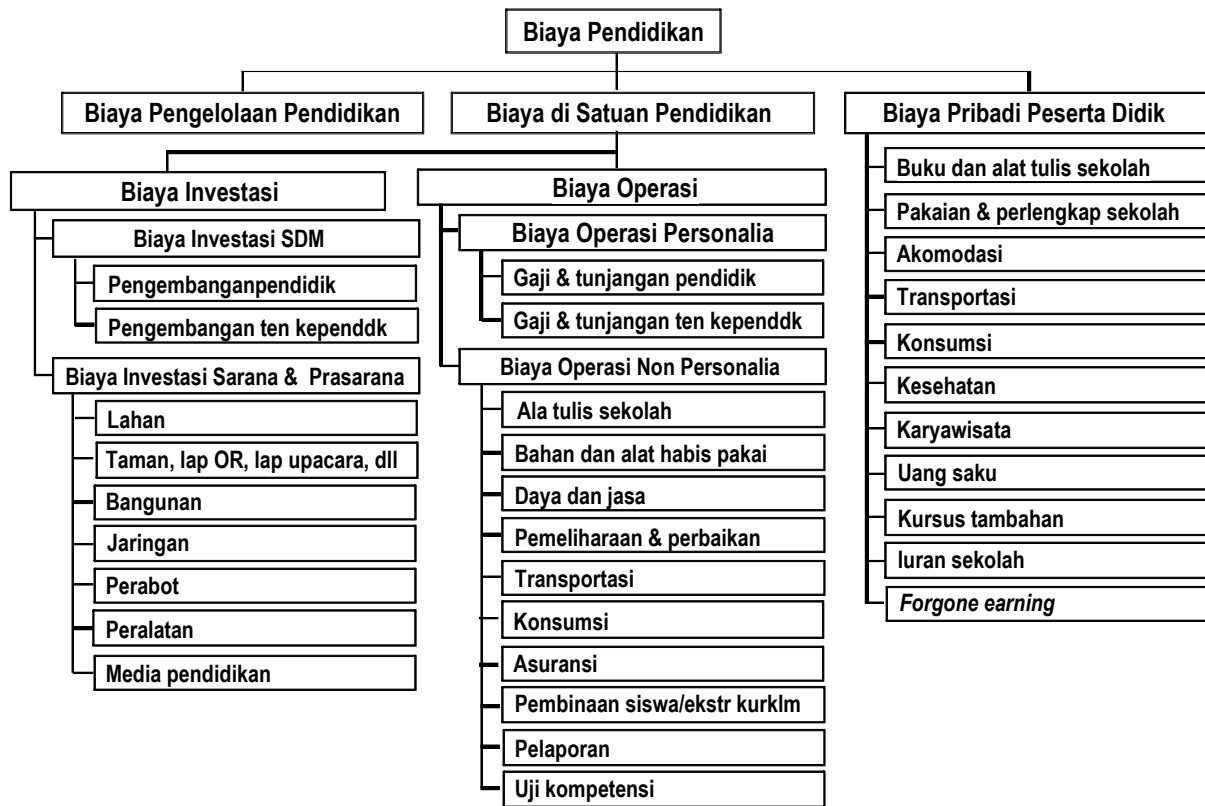 Biaya Pendidikan
Biaya Pengelolaan Pendidikan
Biaya di Satuan Pendidikan
Biaya Pribadi Peserta Didik
Biaya Investasi
Biaya Investasi SDM
Pengembanganpendidik
Pengembangan ten kependdk
Biaya Investasi Sarana & Prasarana
Lahan
Taman, lap OR, lap upacara, dll
Bangunan
Jaringan
Perabot
Peralatan
Media pendidikan
Biaya Operasi
Biaya Operasi Personalia
Gaji & tunjangan pendidik
Gaji & tunjangan ten kependdk
Biaya Operasi Non Personalia
Ala tulis sekolah
Bahan dan alat habis pakai
Daya dan jasa
Pemeliharaan & perbaikan
Transportasi
Konsumsi
Asuransi
Pembinaan siswa/ekstr kurklm
Pelaporan
Uji kompetensi
Buku dan alat tulis sekolah
Pakaian & perlengkap sekolah
Akomodasi
Transportasi
Konsumsi
Kesehatan
Karyawisata
Uang saku
Kursus tambahan
Iuran sekolah
Forgone earning